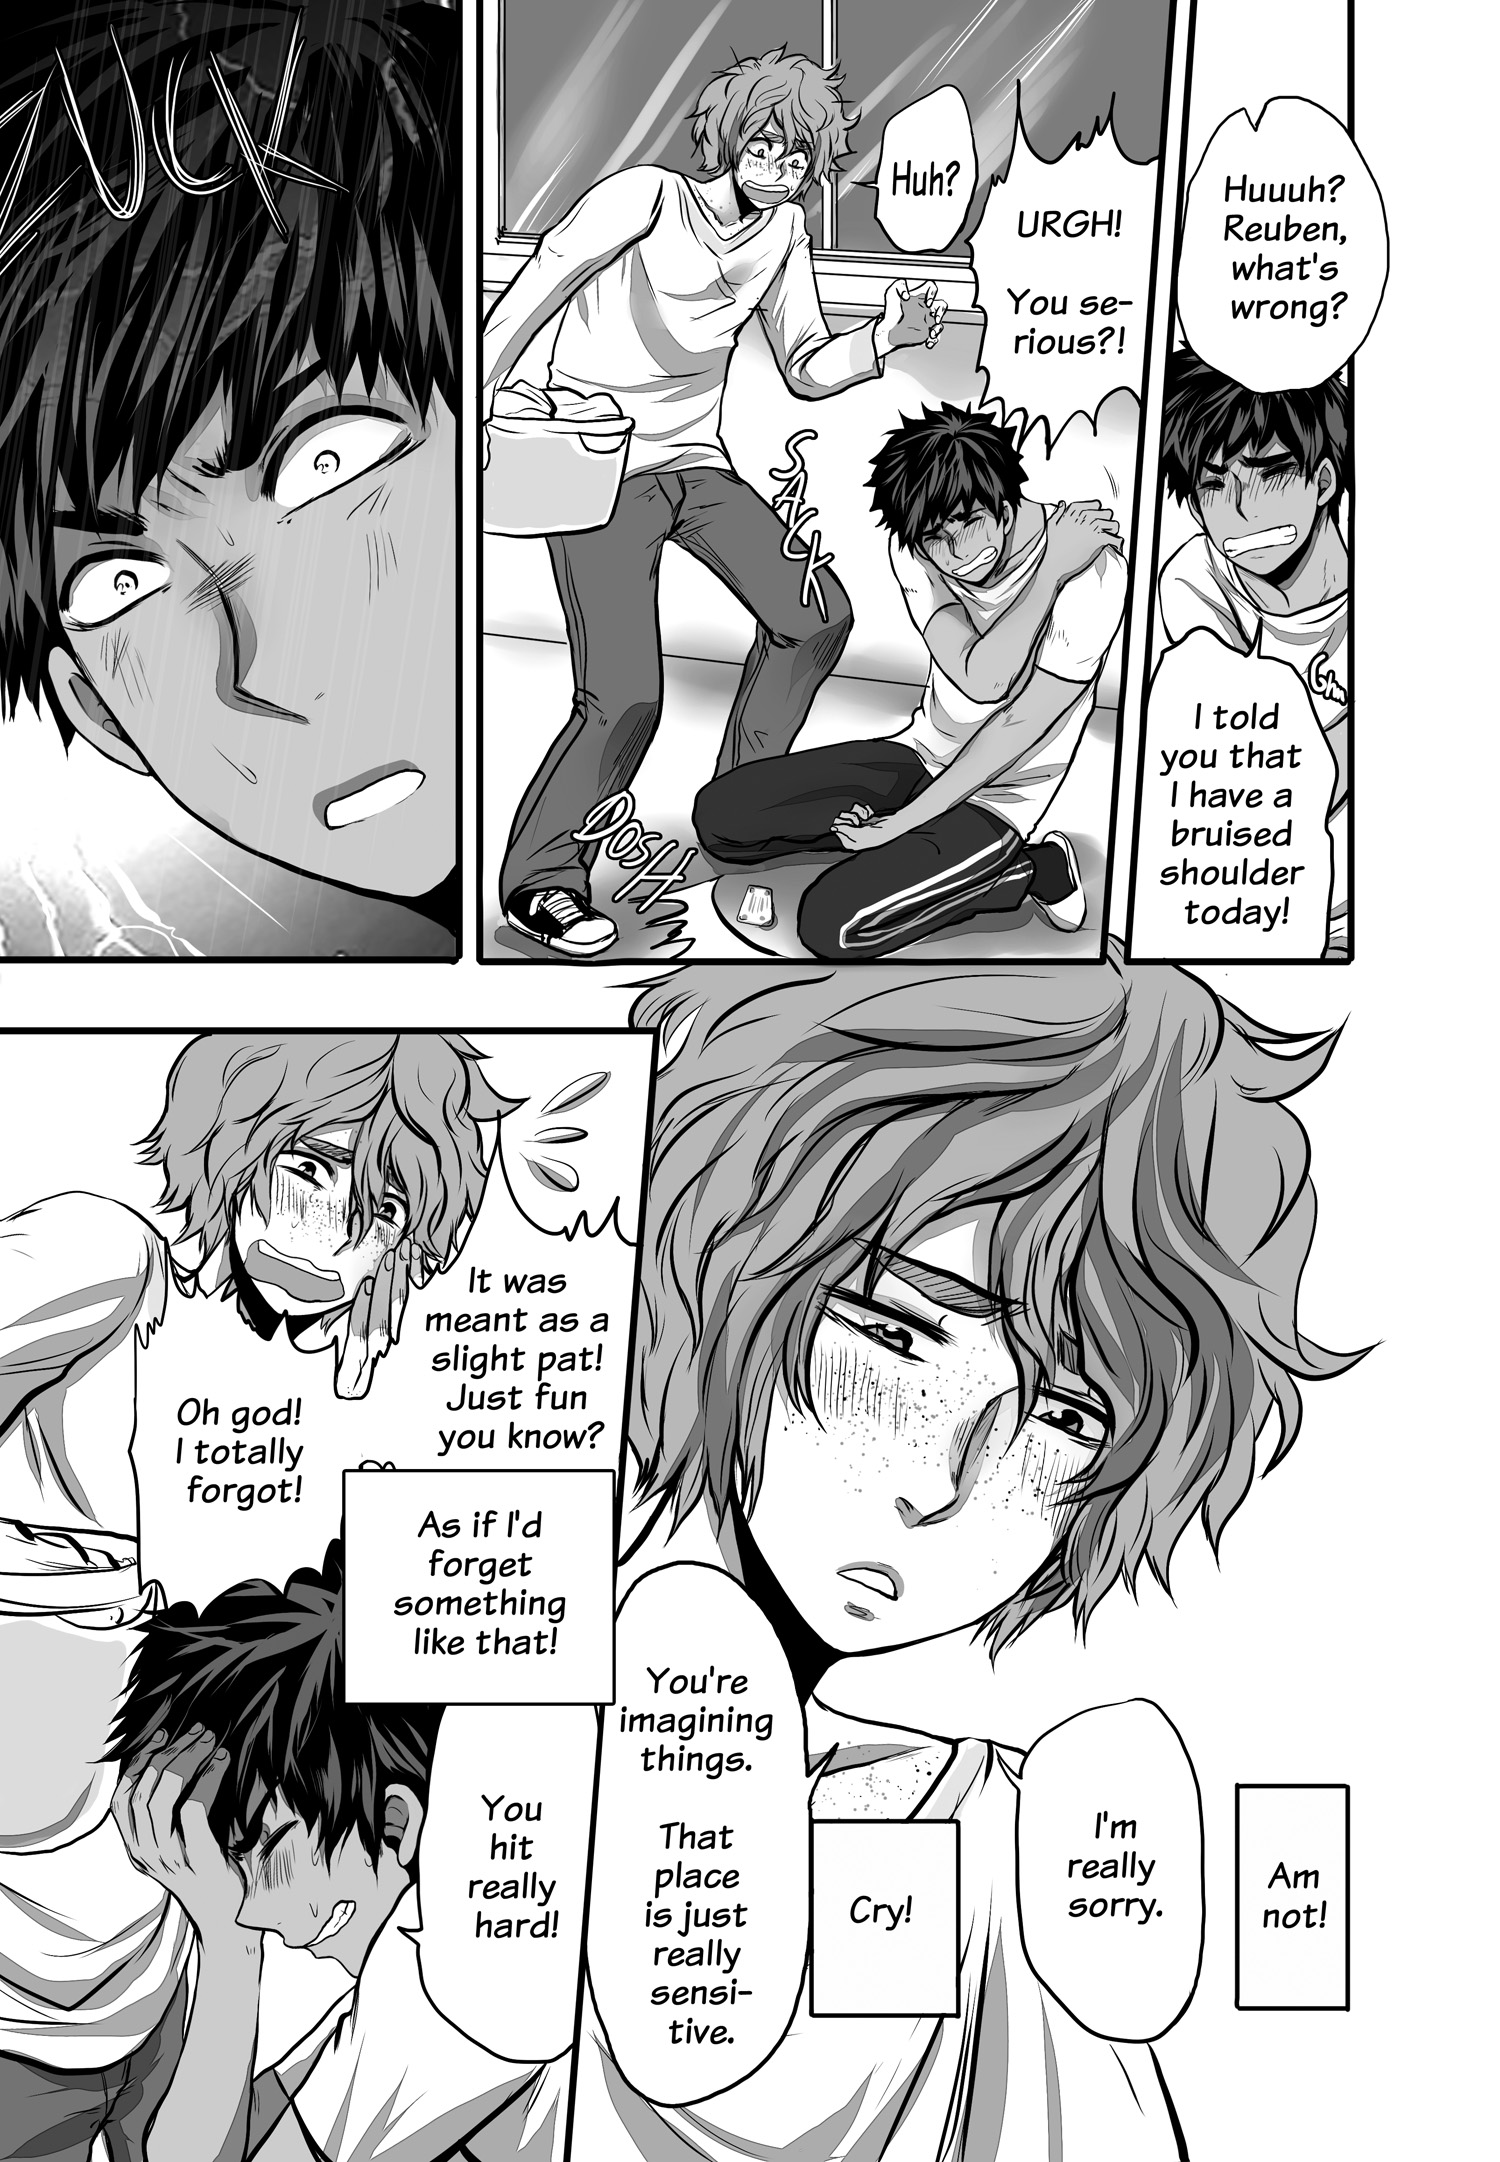 ZUCK
Huh?
URGH!
You se-
rious?!
SACK
DOSH
Huuuh?
Reuben,
what's
wrong?
Ghn
I told
you that
I have a
bruised
shoulder
today!
Oh god!
I totally
forgot!
It was
meant as a
slight pat!
Just fun
you know?
As if I'd
forget
something
like that!
You
hit
really
hard!
You're
imagining
things.
That
place
is just
really
sensi-
tive.
Cry!
I'm
really
sorry.
Am
not!